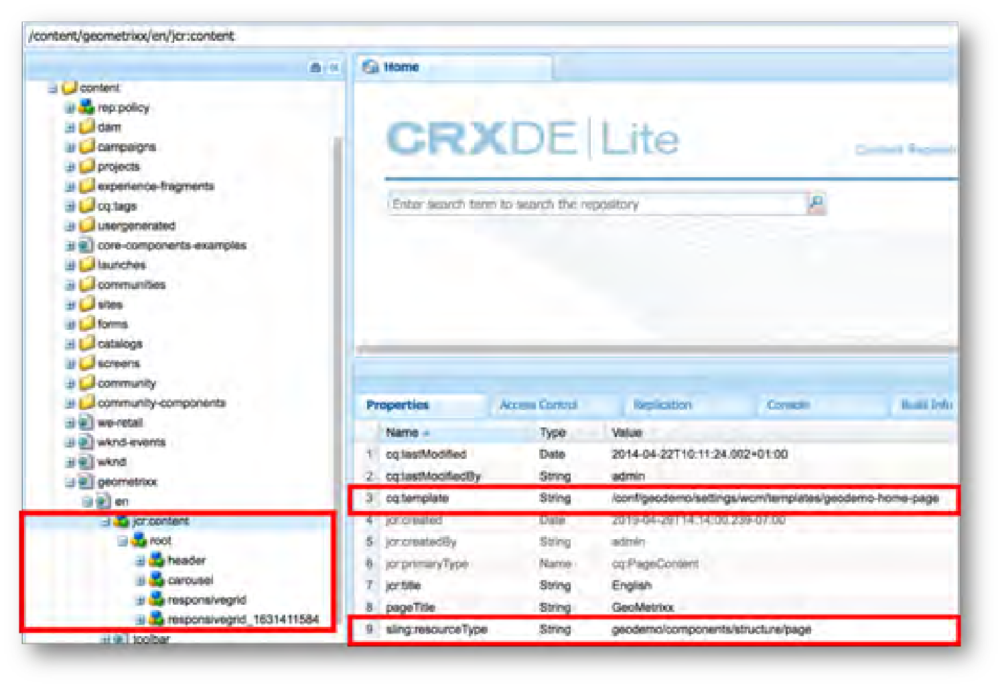 /content/geometrixx/en/jcr:content
Home
content
rep:policy
dam
campaigns
projects
experience-fragments
cq:tags
usergenerated
core-components-examples
launches
communities
sites
forms
catalogs
screens
community
community-components
we-retail
wknd-events
wknd
geometrixx
en
jcr:content
root
header
carousel
responsivegrid
responsivegrid_1631411584
toolbar
CRXDE | Lite
Content
Enter search term to search the repository
Properties Access Control Replication Console Build Info
Name Type Value
1 cq:lastModified Date 2014-04-22T10:11:24.002+01:00
2 cq:lastModifiedBy String admin
3 cq:template String /conf/geodemo/settings/wcm/templates/geodemo-home-page
4 jcr:created Date 2019-04-29T14:14:00.239-07:00
5 jcr:createdBy String admin
6 jcr:primaryType Name cq:PageContent
7 jcr:title String English
8 pageTitle String GeoMetrixx
9 sling:resourceType String geodemo/components/structure/page